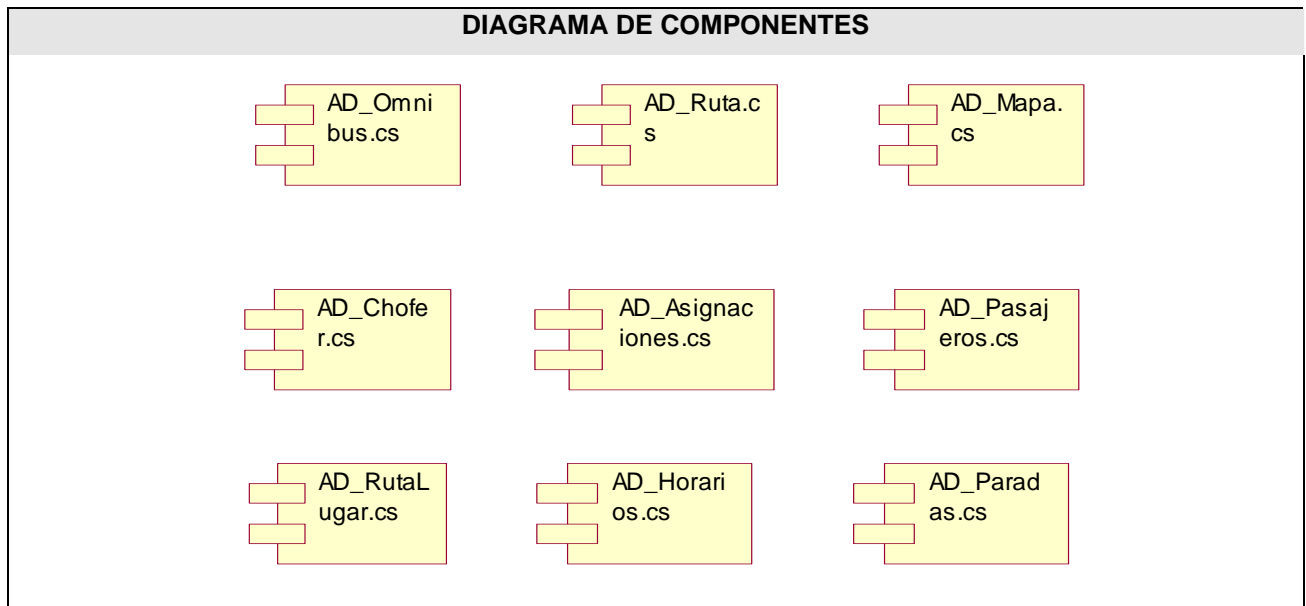 DIAGRAMA DE COMPONENTES
AD_Omni
bus.cs
AD_Ruta.c
s
AD_Mapa.
cs
AD_Chofe
r.cs
AD_Asignac
iones.cs
AD_Pasaj
eros.cs
AD_RutaL
ugar.cs
AD_Horari
os.cs
AD_Parad
as.cs